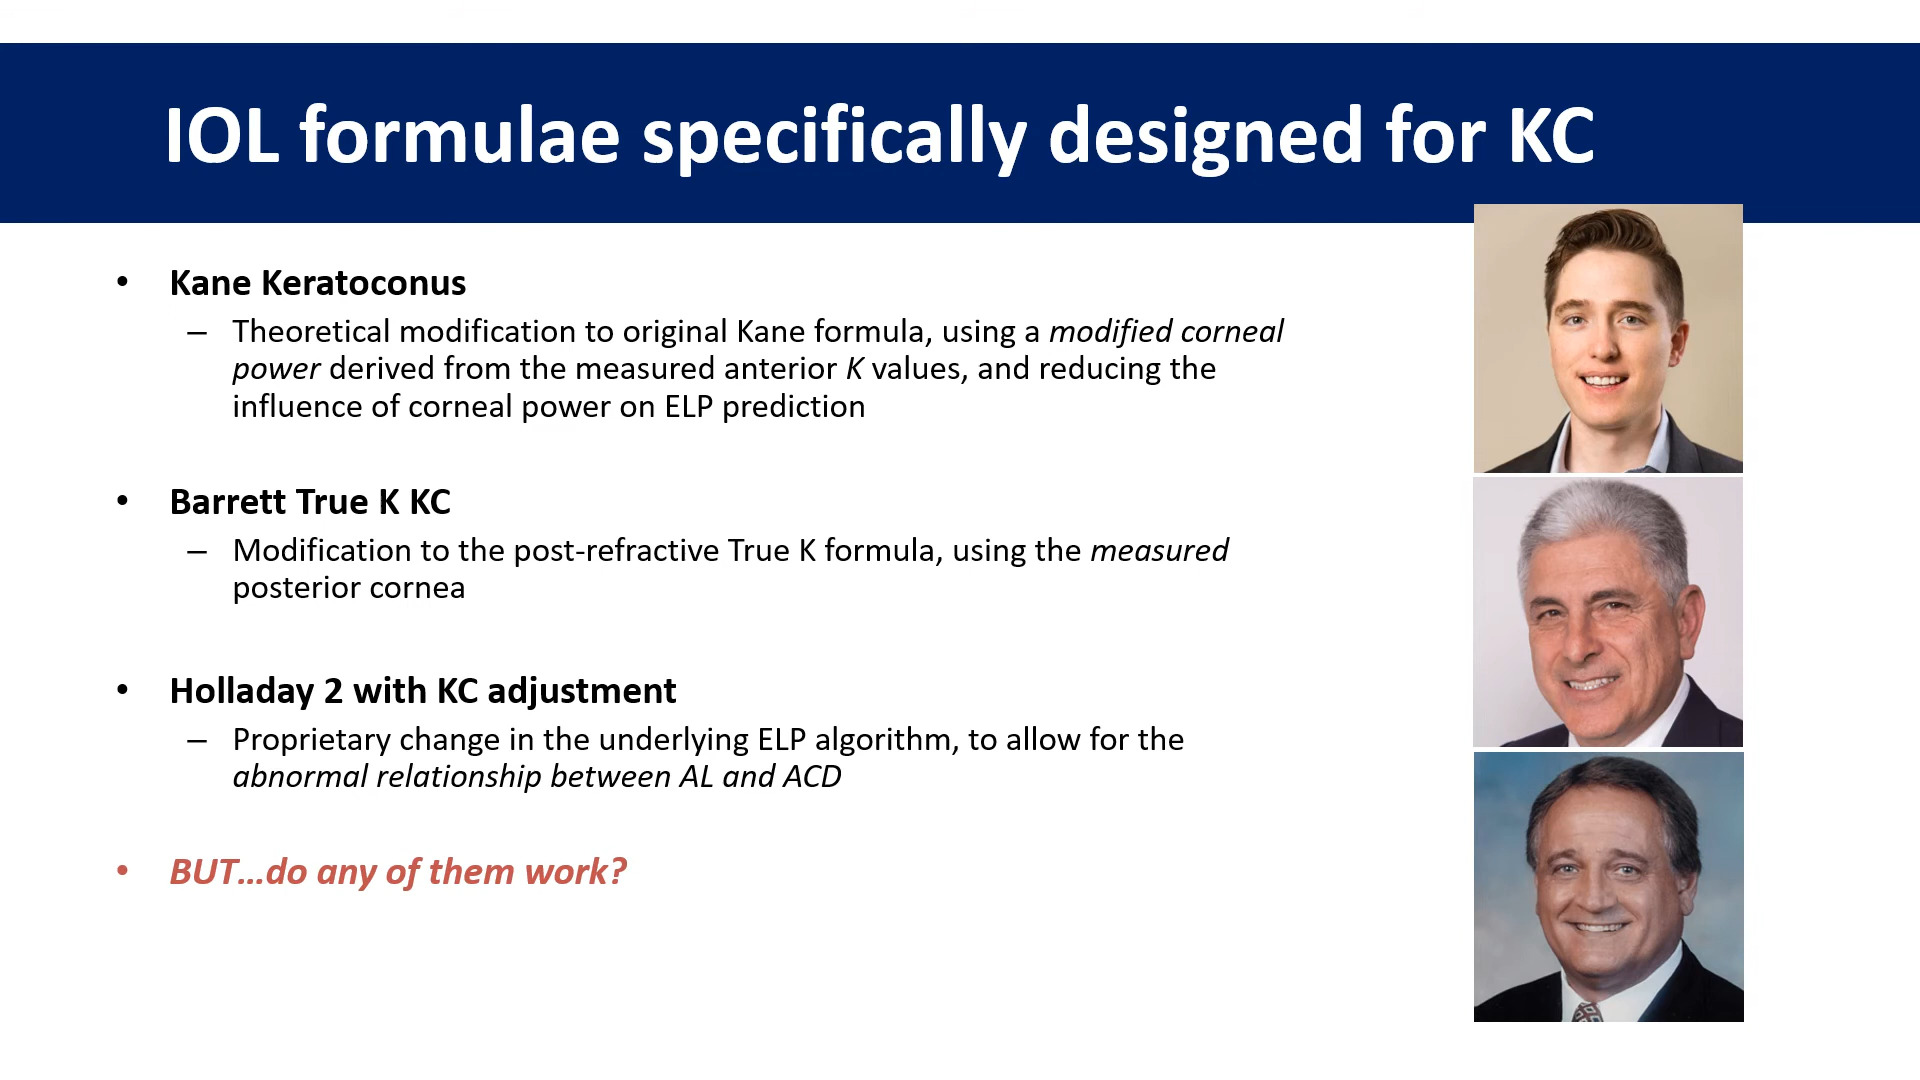 IOL formulae specifically designed for KC
• Kane Keratoconus
– Theoretical modification to original Kane formula, using a modified corneal
power derived from the measured anterior K values, and reducing the
influence of corneal power on ELP prediction
• Barrett True K KC
– Modification to the post-refractive True K formula, using the measured
posterior cornea
• Holladay 2 with KC adjustment
– Proprietary change in the underlying ELP algorithm, to allow for the
abnormal relationship between AL and ACD
• BUT...do any of them work?